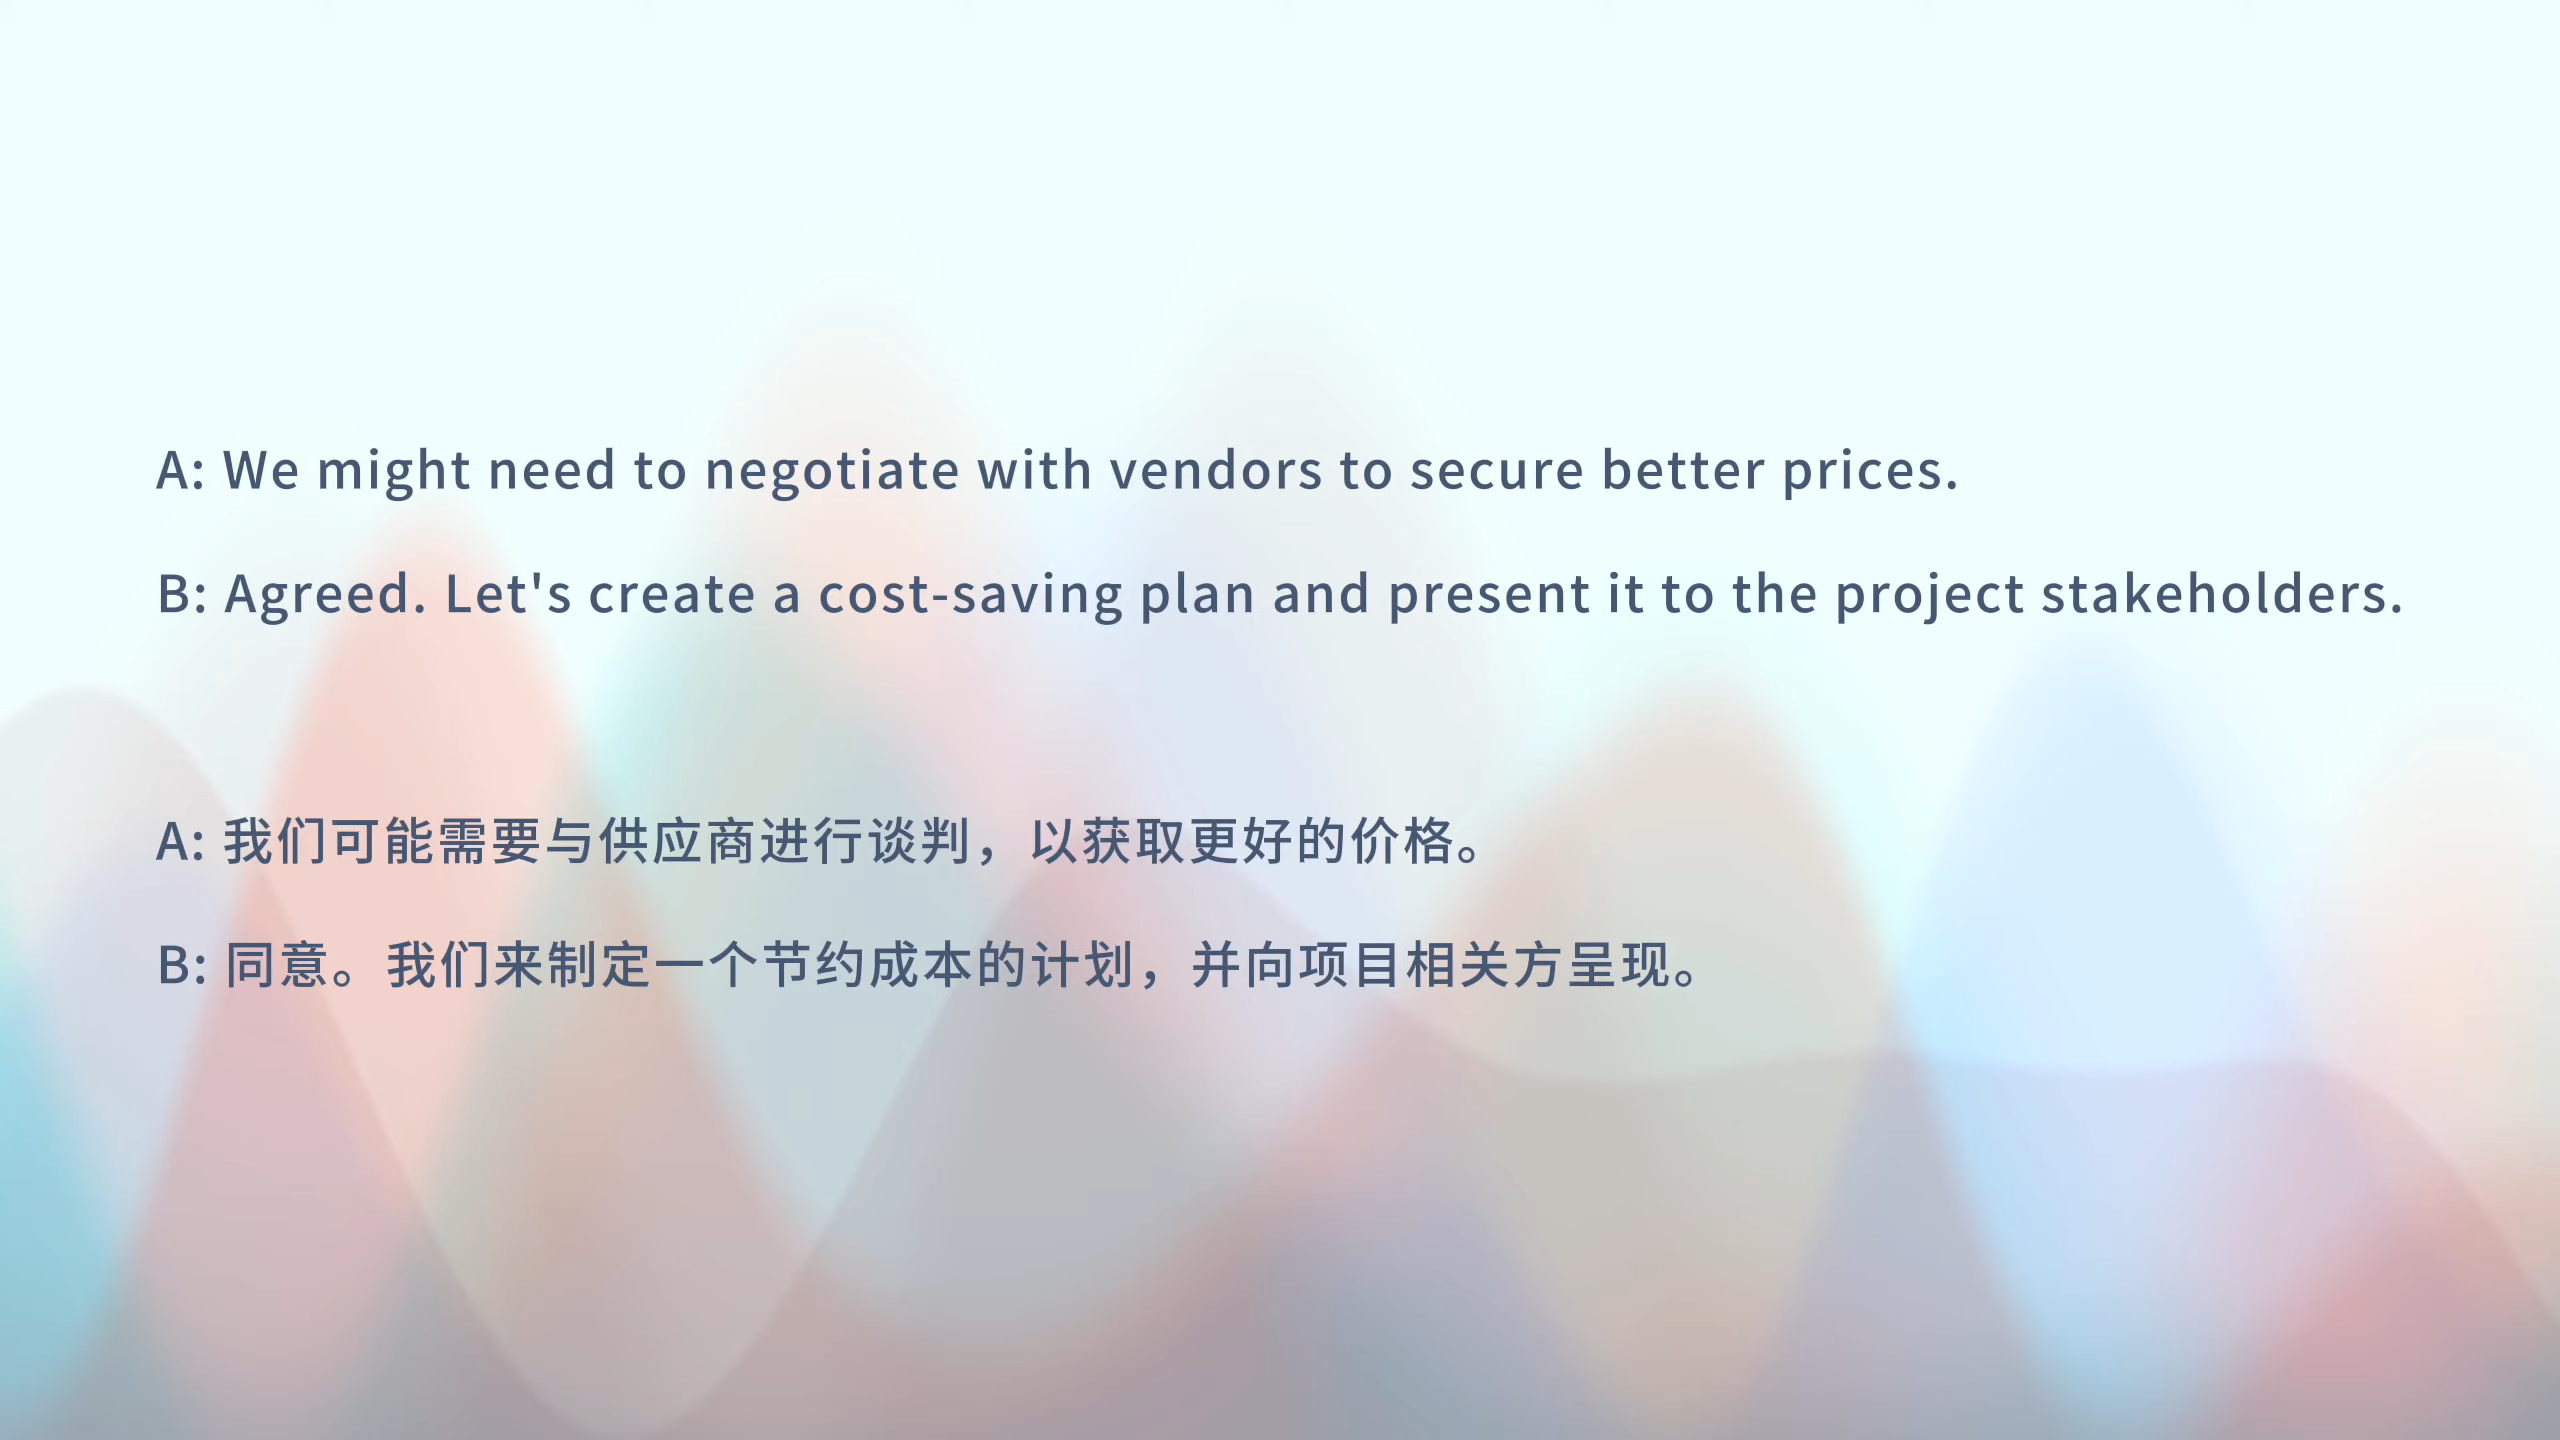 A: We might need to negotiate with vendors to secure better prices.
B: Agreed. Let's create a cost-saving plan and present it to the project stakeholders.
A: 我们可能需要与供应商进行谈判，以获取更好的价格。
B: 同意。我们来制定一个节约成本的计划，并向项目相关方呈现。